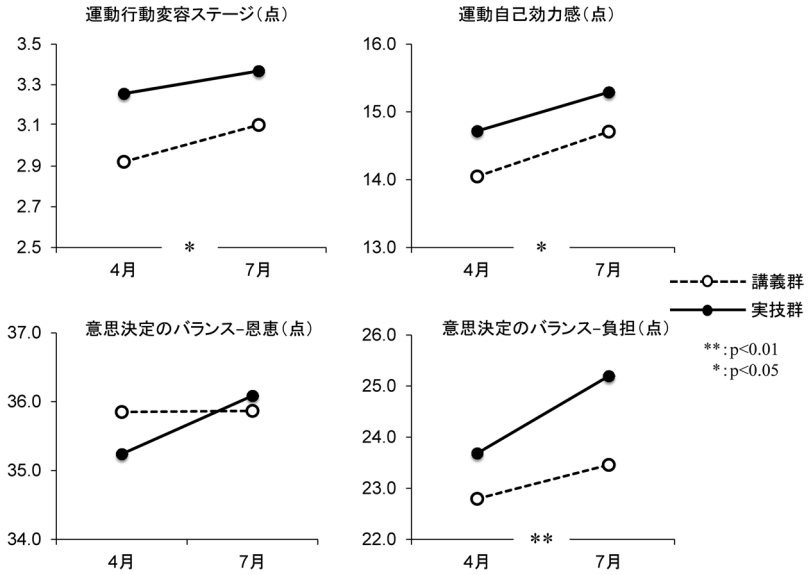 運動行動変容ステージ(点)
3.5
3.3
3.1
2.9
2.7
2.5
*
4月
7月
運動自己効力感(点)
16.0
15.0
14.0
13.0
*
4月
7月
講義群
実技群
**:p<0.01
*:p<0.05
意思決定のバランス-恩恵(点)
37.0
36.0
35.0
34.0
4月
7月
意思決定のバランス-負担(点)
26.0
25.0
24.0
23.0
22.0
**
4月
7月